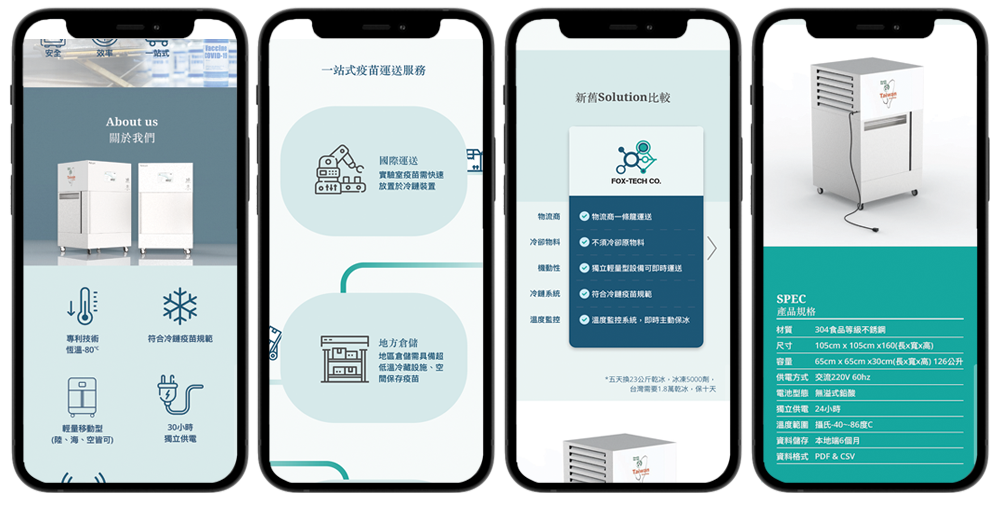 安全
效率
一站式
Vaccine
COVID-19
About us
關於我們
專利技術
恆溫-80℃
符合冷鏈疫苗規範
輕量移動型
(陸、海、空皆可)
30小時
獨立供電
一站式疫苗運送服務
國際運送
實驗室疫苗需快速
放置於冷鏈裝置
地方倉儲
地區倉儲需具備超
低溫冷藏設施、空
間保存疫苗
新舊Solution比較
FOX-TECH CO.
物流商 物流商一條龍運送
冷卻物料 不須冷卻原物料
機動性 獨立輕量型設備可即時運送
冷鏈系統 符合冷鏈疫苗規範
溫度監控 溫度監控系統，即時主動保冰
*五天換23公斤乾冰，冰凍5000劑，
台灣需要1.8萬乾冰，保十天
Taiwan
Taiwan
SPEC
產品規格
材質 304食品等級不銹鋼
尺寸 105cm x 105cm x160(長x寬x高)
容量 65cm x 65cm x30cm(長x寬x高) 126公升
供電方式 交流220V 60hz
電池型態 無溢式鉛酸
獨立供電 24小時
溫度範圍 攝氏-40~-86度C
資料儲存 本地端6個月
資料格式 PDF & CSV